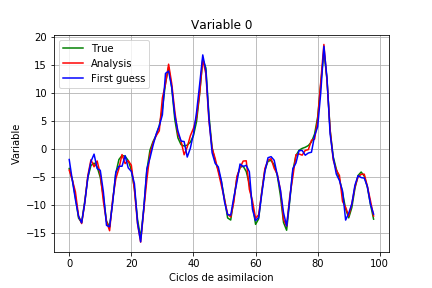 Variable 0
True
Analysis
First guess
Variable
20
15
10
5
0
−5
−10
−15
0
20
40
60
80
100
Ciclos de asimilacion